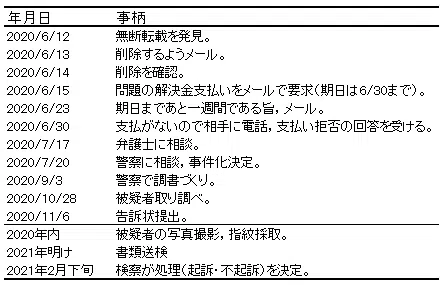 年月日 事柄
2020/6/12 無断転載を発見。
2020/6/13 削除するようメール。
2020/6/14 削除を確認。
2020/6/15 問題の解決金支払いをメールで要求(期日は6/30まで)。
2020/6/23 期日まであと一週間である旨，メール。
2020/6/30 支払がないので相手に電話，支払い拒否の回答を受ける。
2020/7/17 弁護士に相談。
2020/7/20 警察に相談，事件化決定。
2020/9/3 警察で調書づくり。
2020/10/28 被疑者取り調べ。
2020/11/6 告訴状提出。
2020年内 被疑者の写真撮影，指紋採取。
2021年明け 書類送検
2021年2月下旬 検察が処理(起訴・不起訴)を決定。